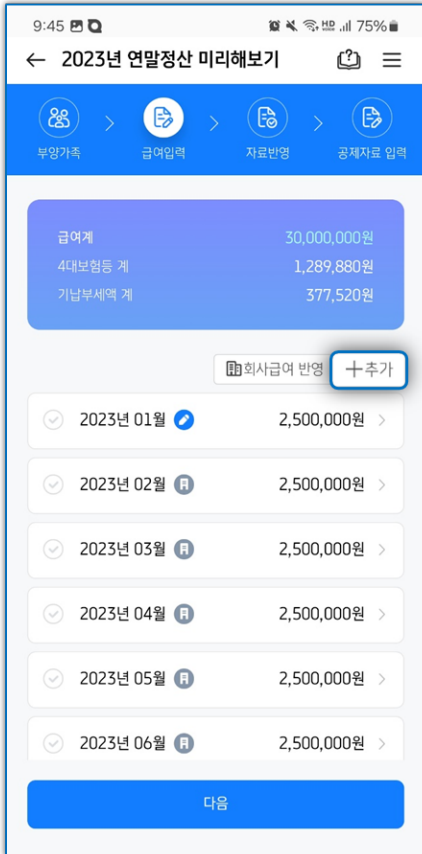 9:45 75%
← 2023년 연말정산 미리해보기
부양가족 > 급여입력 > 자료반영 > 공제자료 입력
급여계 30,000,000원
4대보험등 계 1,289,880원
기납부세액 계 377,520원
회사급여 반영 +추가
2023년 01월 2,500,000원 >
2023년 02월 2,500,000원 >
2023년 03월 2,500,000원 >
2023년 04월 2,500,000원 >
2023년 05월 2,500,000원 >
2023년 06월 2,500,000원 >
다음